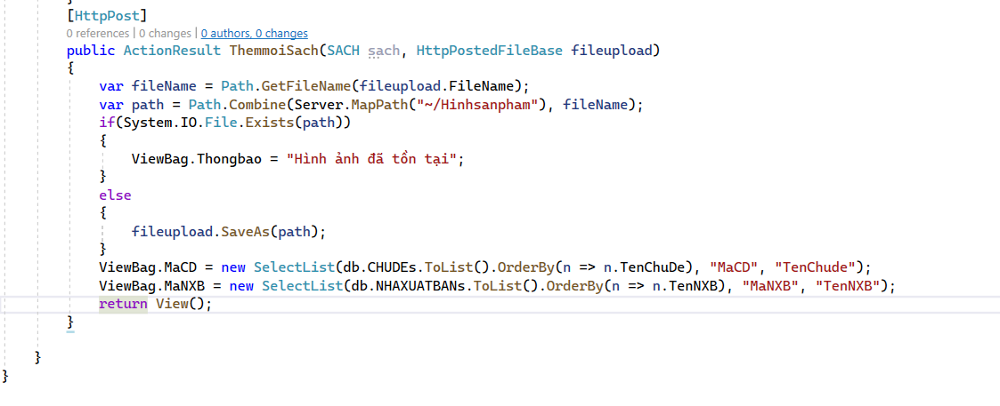 }
[HttpPost]
0 references | 0 changes | 0 authors, 0 changes
public ActionResult ThemmoiSach(SACH sach, HttpPostedFileBase fileupload)
{
var fileName = Path.GetFileName(fileupload.FileName);
var path = Path.Combine(Server.MapPath("~/Hinhsanpham"), fileName);
if(System.IO.File.Exists(path))
{
ViewBag.Thongbao = "Hình ảnh đã tồn tại";
}
else
{
fileupload.SaveAs(path);
}
ViewBag.MaCD = new SelectList(db.CHUDEs.ToList().OrderBy(n => n.TenChuDe), "MaCD", "TenChude");
ViewBag.MaNXB = new SelectList(db.NHAXUATBANs.ToList().OrderBy(n => n.TenNXB), "MaNXB", "TenNXB");
return View();
}
}
}